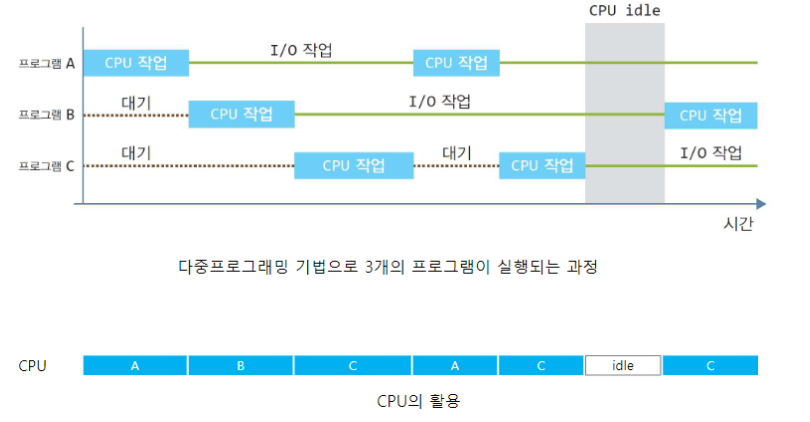 CPU idle
프로그램 A CPU 작업 I/O 작업 CPU 작업
프로그램 B 대기 CPU 작업 I/O 작업 CPU 작업
프로그램 C 대기 CPU 작업 대기 CPU 작업 I/O 작업
시간
다중프로그래밍 기법으로 3개의 프로그램이 실행되는 과정
CPU A B C A C idle C
CPU의 활용